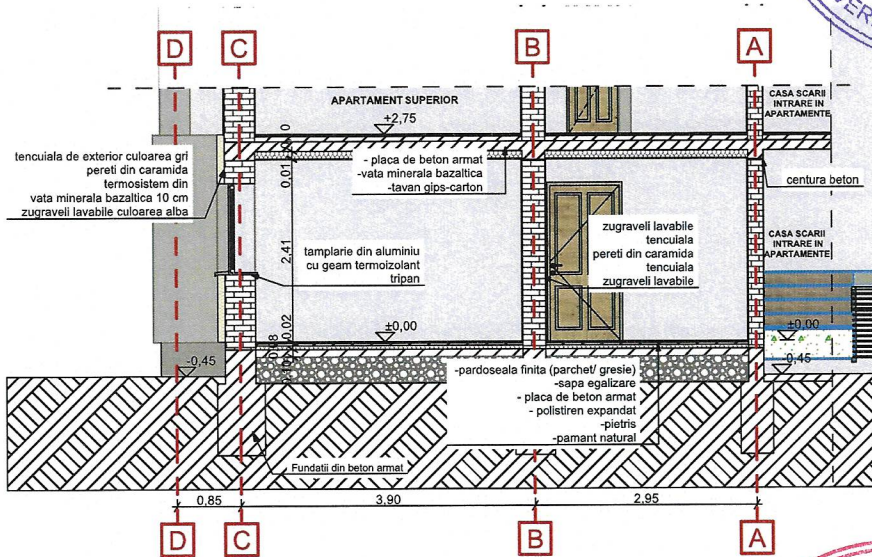 D
C
B
A
VER
APARTAMENT SUPERIOR
+2,75
CASA SCARII
INTRARE IN
APARTAMENTE
tencuiala de exterior culoarea gri
pereti din caramida
termosistem din
vata minerala bazaltica 10 cm
zugraveli lavabile culoarea alba
- placa de beton armat
-vata minerala bazaltica
-tavan gips-carton
centura beton
0,01
2,41
0,02
tamplarie din aluminiu
cu geam termoizolant
tripan
zugraveli lavabile
tencuiala
pereti din caramida
tencuiala
zugraveli lavabile
CASA SCARII
INTRARE IN
APARTAMENTE
±0,00
±0,00
-0,45
0,45
-pardoseala finita (parchet/ gresie)
-sapa egalizare
- placa de beton armat
- polistiren expandat
-pietris
-pamant natural
Fundatii din beton armat
0,85
3,90
2,95
D
C
B
A